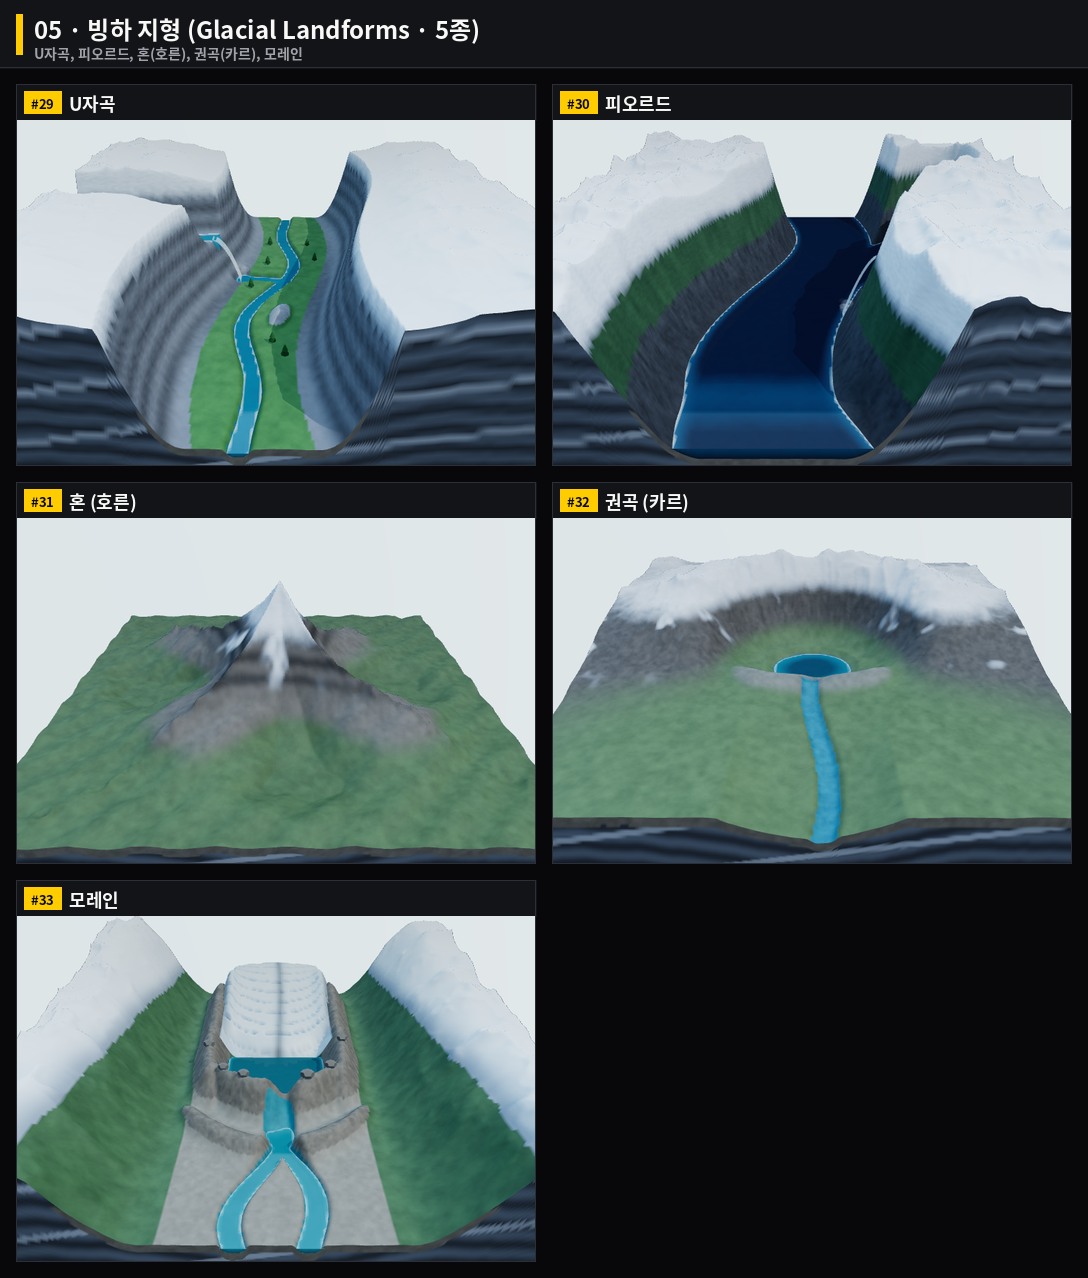 05 · 빙하 지형 (Glacial Landforms · 5종)
U자곡, 피오르드, 혼(호른), 권곡(카르), 모레인
#29 U자곡
#30 피오르드
#31 혼 (호른)
#32 권곡 (카르)
#33 모레인